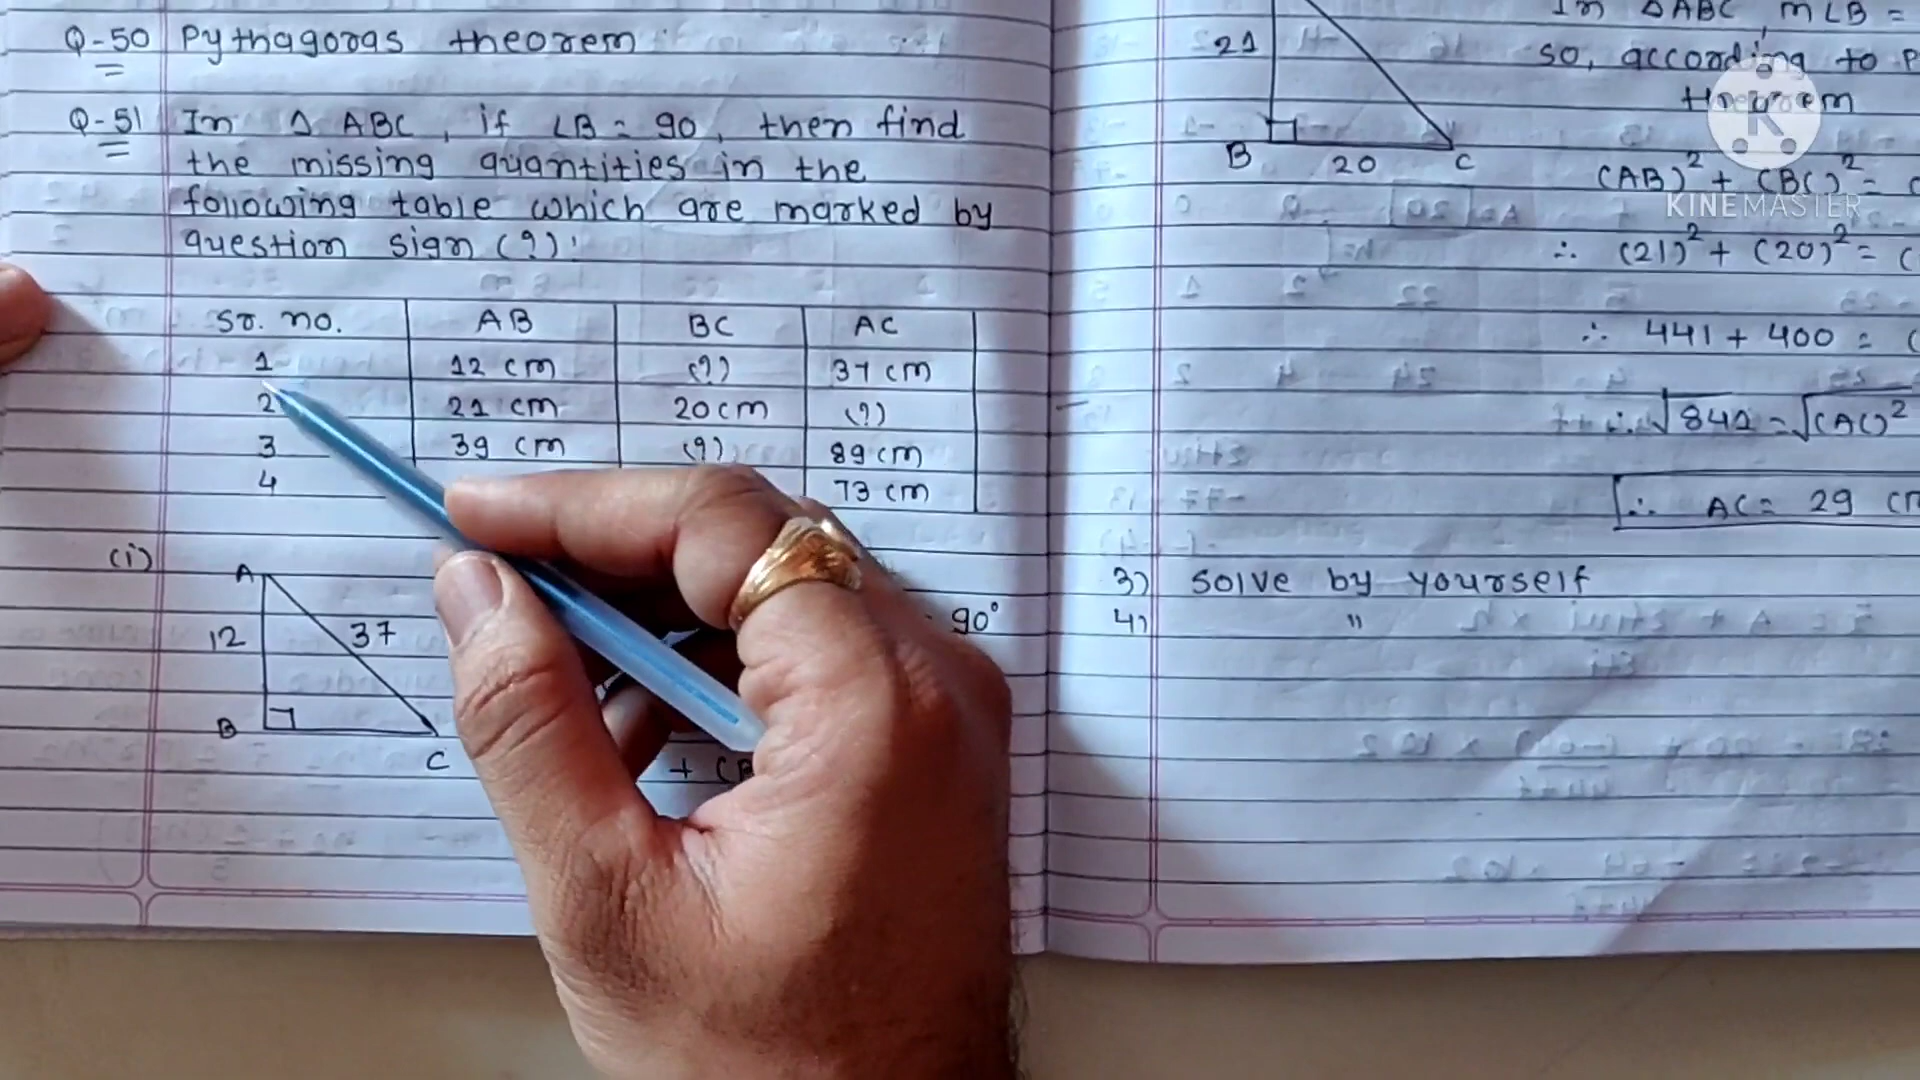 Q-50 Pythagoras theorem
Q-51 In Δ ABC, if ∠B = 90, then find
the missing quantities in the
following table which are marked by
question sign (?):
Sr. no. AB BC AC
1 12 cm (?) 37 cm
2 21 cm 20 cm (?)
3 39 cm (?) 89 cm
4 73 cm
(i) A
12 37 90°
B
C
+ (B
In ΔABC, m∠B =
21 so, according to P
theorem
B 20 C
(AB)² + (BC)² =
KINEMASTER
∴ (21)² + (20)² = (
∴ 441 + 400 = (
∴ √841 = √(AC)²
∴ AC = 29 cm
3) Solve by yourself
4) "